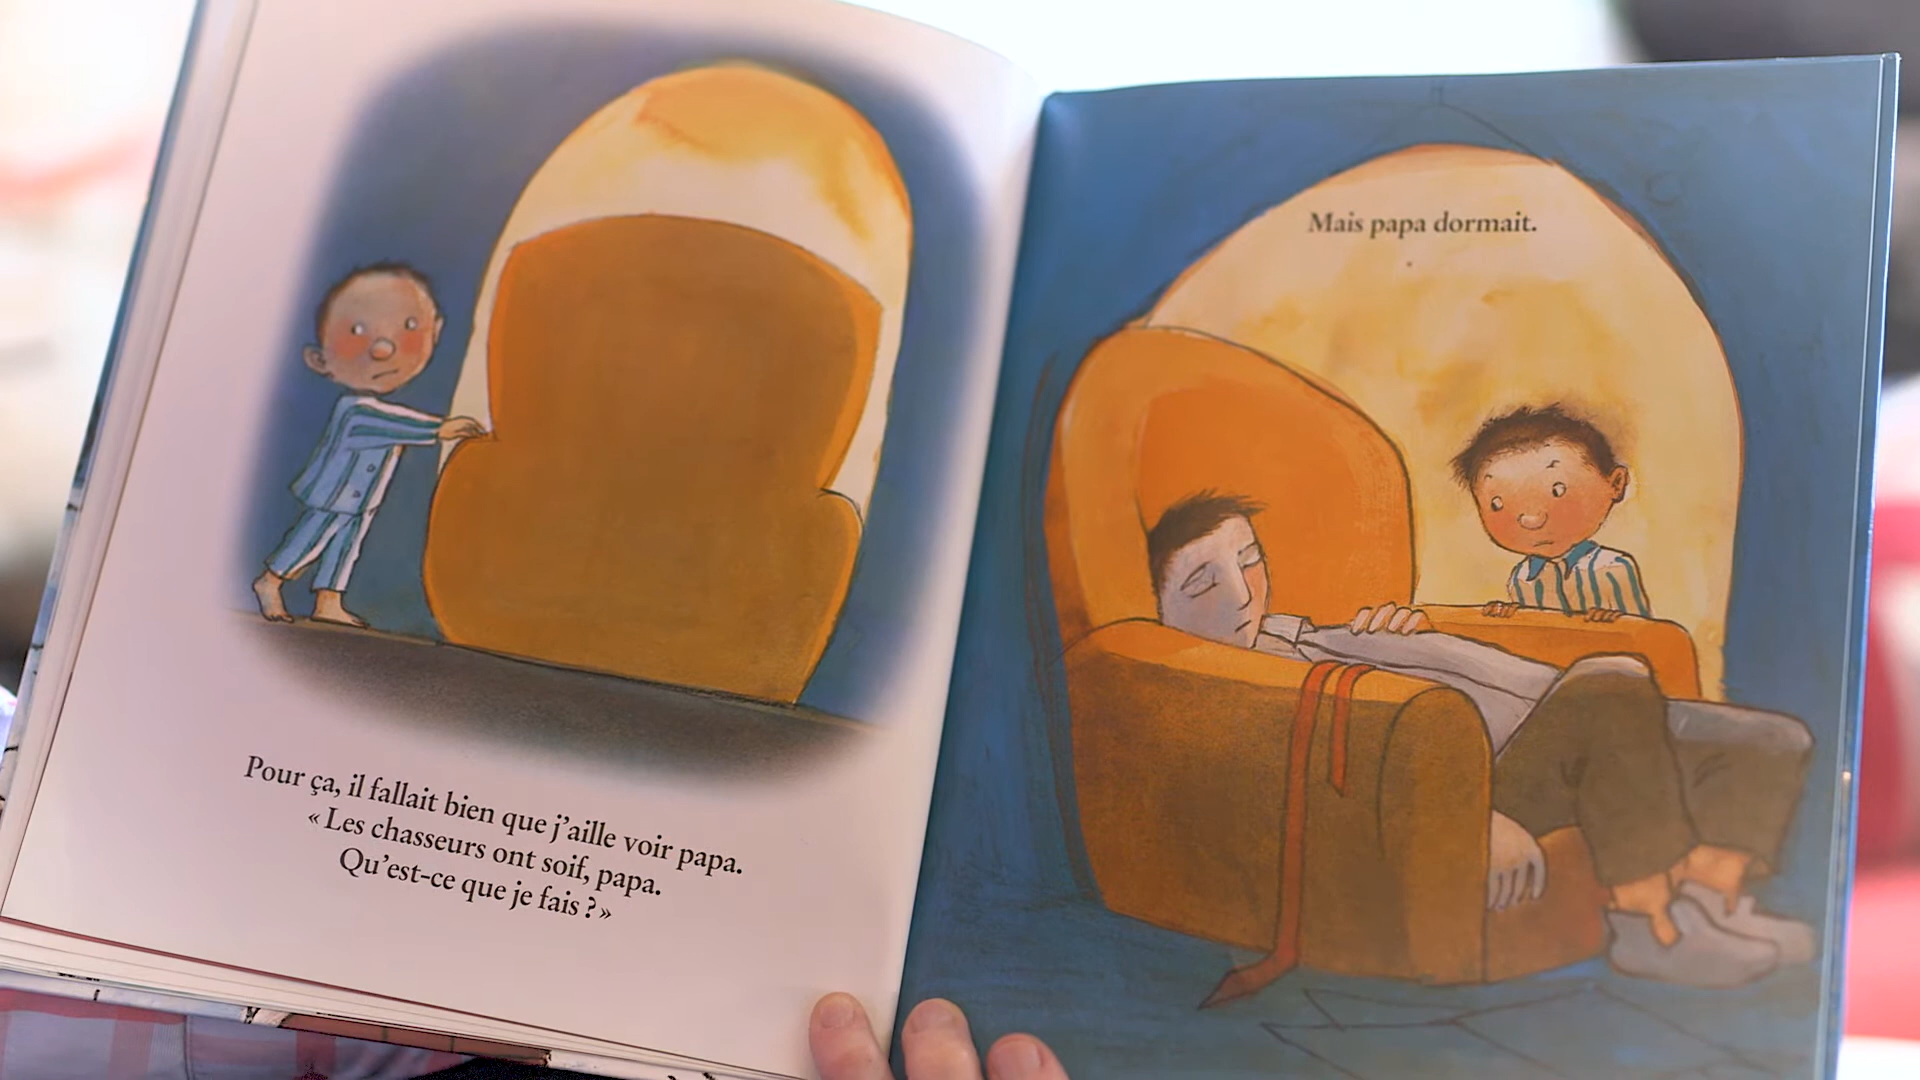 Pour ça, il fallait bien que j’aille voir papa.
« Les chasseurs ont soif, papa.
Qu’est-ce que je fais ? »
Mais papa dormait.